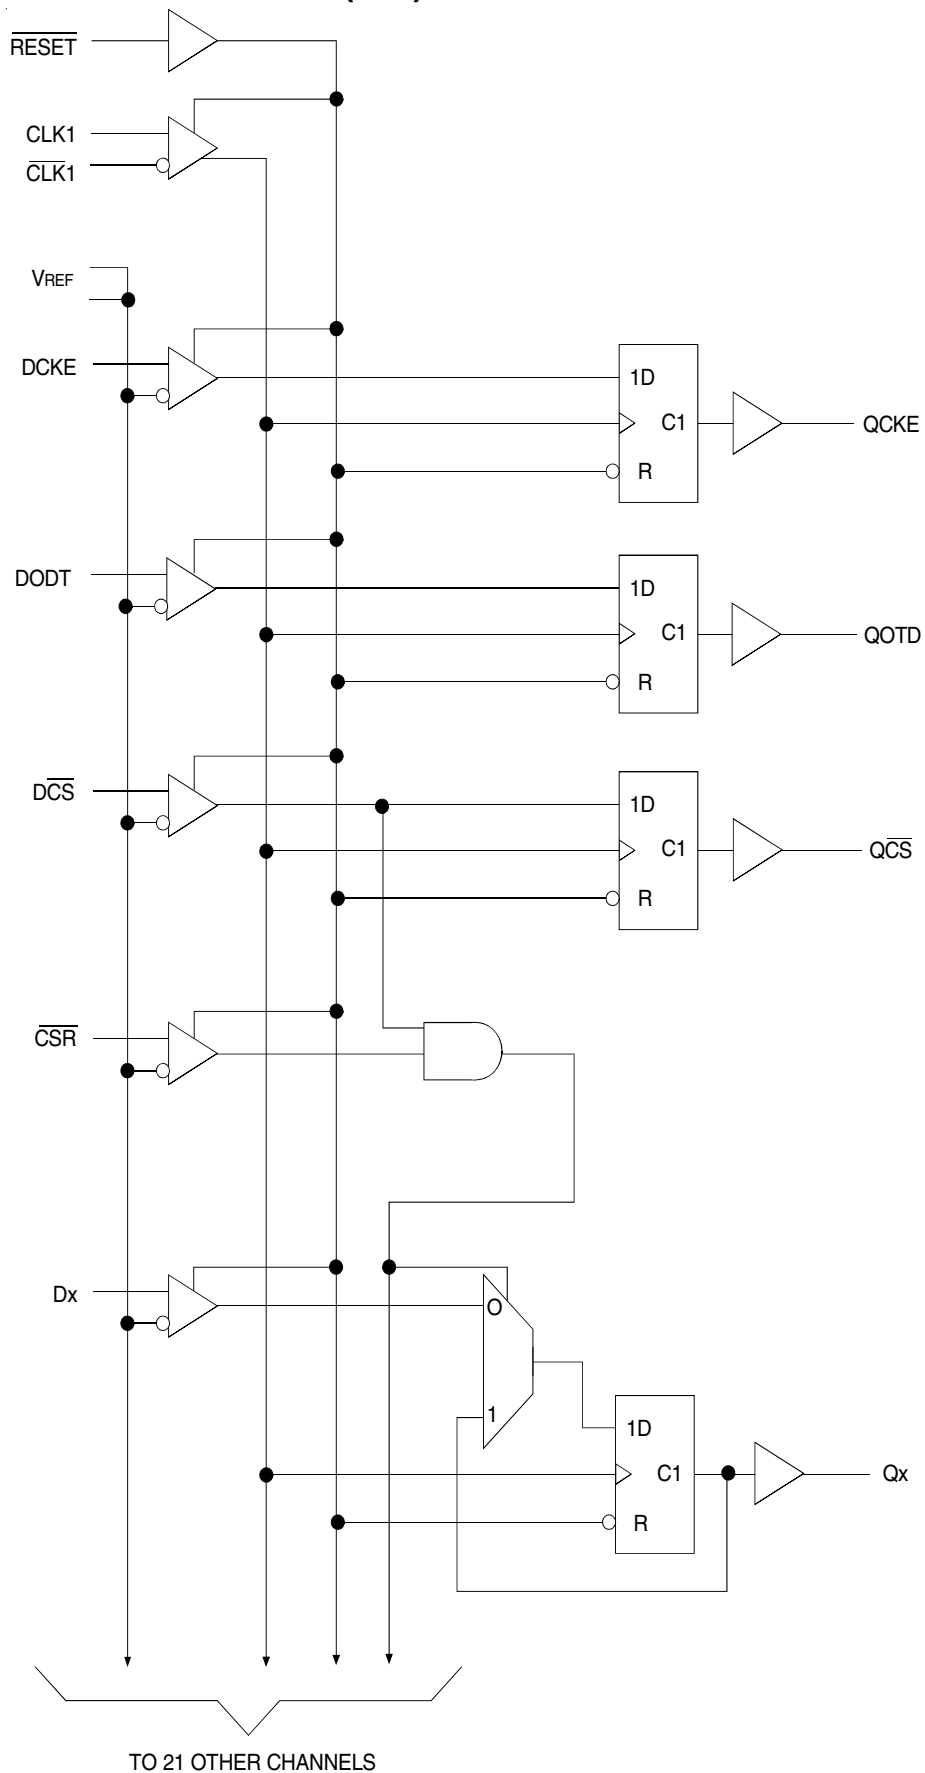 RESET
CLK1
CLK1
VREF
DCKE
1D
C1
QCKE
R
DODT
1D
C1
QOTD
R
DCS
1D
C1
QCS
R
CSR
Dx
O
1
1D
C1
Qx
R
TO 21 OTHER CHANNELS